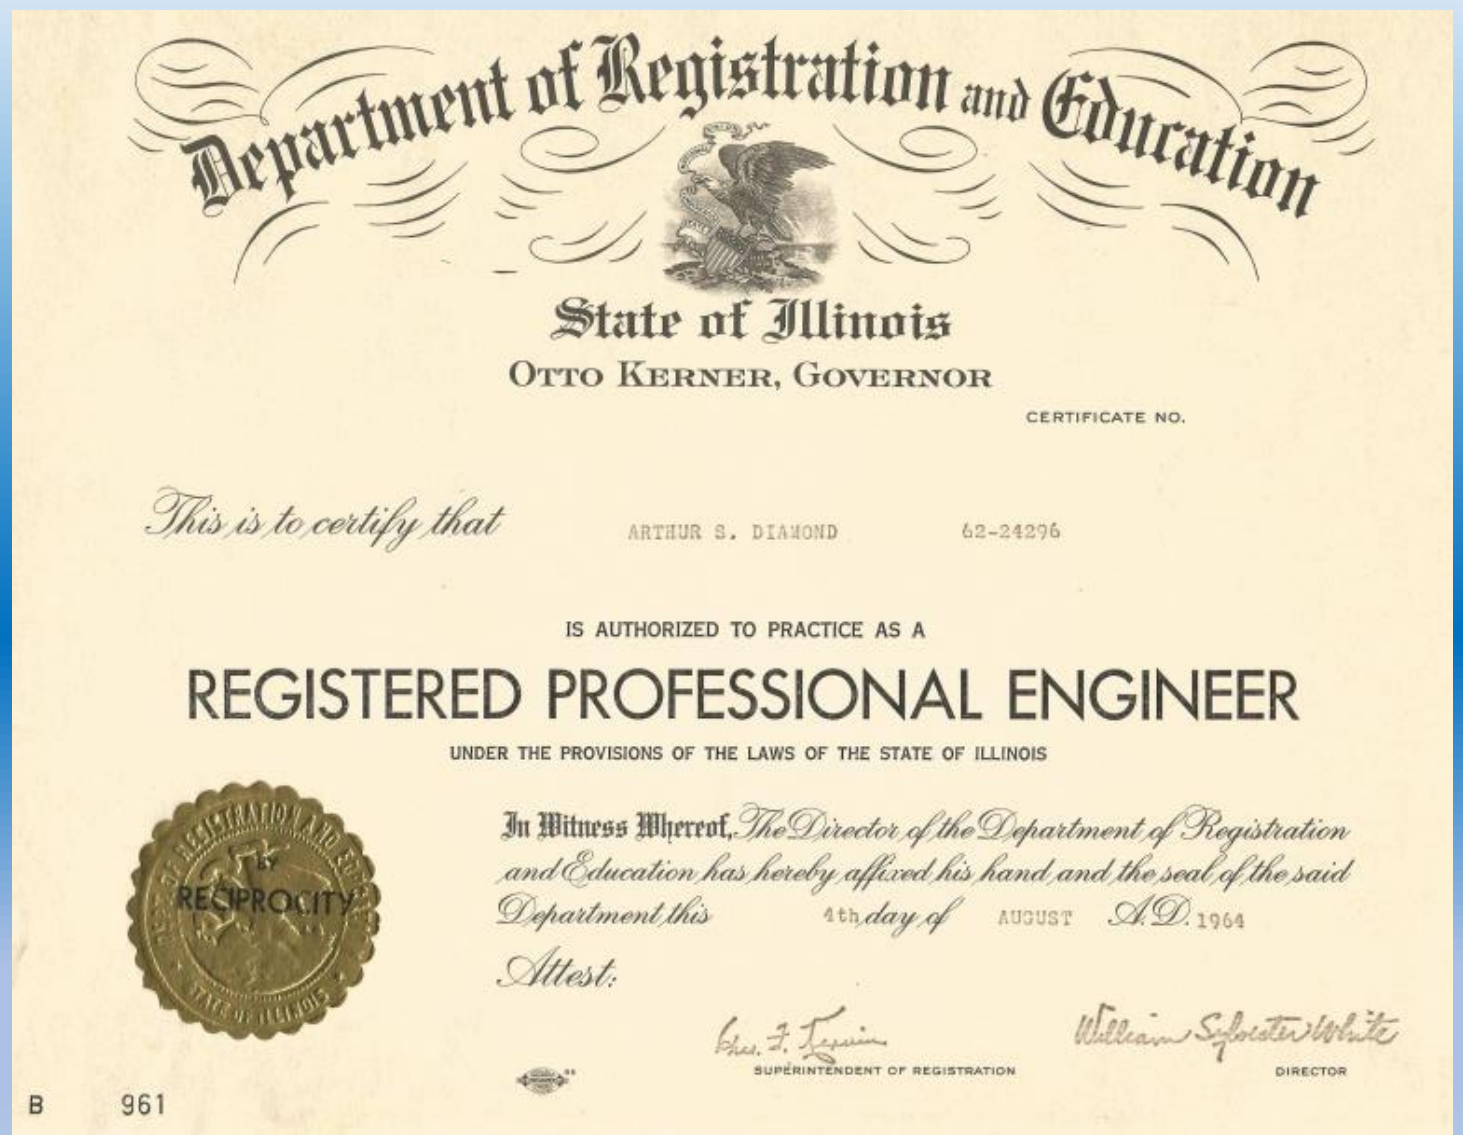 Department of Registration and Education
State of Illinois
OTTO KERNER, GOVERNOR
CERTIFICATE NO.
This is to certify that ARTHUR S. DIAMOND 62-24296
IS AUTHORIZED TO PRACTICE AS A
REGISTERED PROFESSIONAL ENGINEER
UNDER THE PROVISIONS OF THE LAWS OF THE STATE OF ILLINOIS
In Witness Whereof, The Director of the Department of Registration
and Education has hereby affixed his hand and the seal of the said
Department this 4th day of AUGUST A.D. 1964
Attest:
BY
RECIPROCITY
STATE OF ILLINOIS
William Sylvester White
SUPERINTENDENT OF REGISTRATION
DIRECTOR
B 961